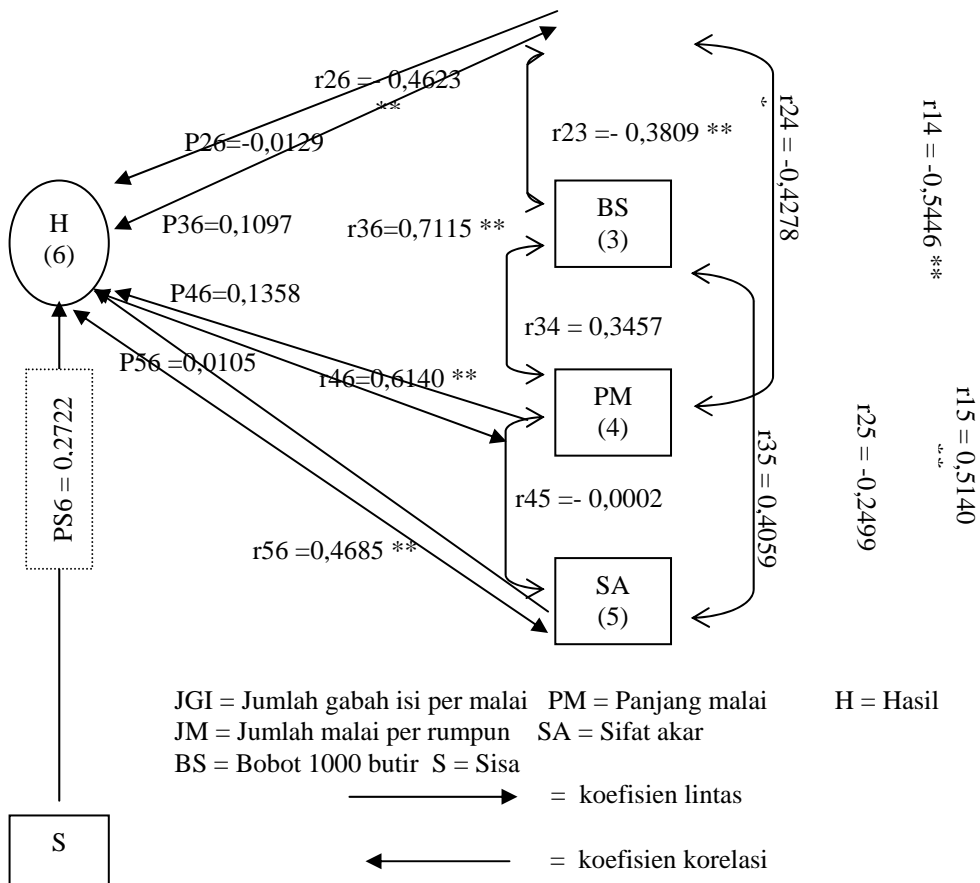 r26 =- 0,4623
**
P26=-0,0129
r23 =- 0,3809 **
r24 = -0,4278
*
r14 = -0,5446 **
H
(6)
P36=0,1097
r36=0,7115 **
BS
(3)
P46=0,1358
r34 = 0,3457
P56 =0,0105
r46=0,6140 **
PM
(4)
PS6 = 0,2722
r35 = 0,4059
r25 = -0,2499
r15 = 0,5140
**
r45 =- 0,0002
r56 =0,4685 **
SA
(5)
JGI = Jumlah gabah isi per malai PM = Panjang malai H = Hasil
JM = Jumlah malai per rumpun SA = Sifat akar
BS = Bobot 1000 butir S = Sisa
= koefisien lintas
S
= koefisien korelasi